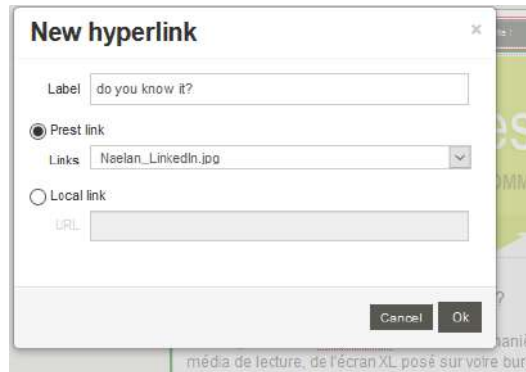 New hyperlink
×
Label do you know it?
Prest link
Links Naelan_LinkedIn.jpg
Local link
URL
Cancel Ok
?
média de lecture, de l'écran XL posé sur votre bur